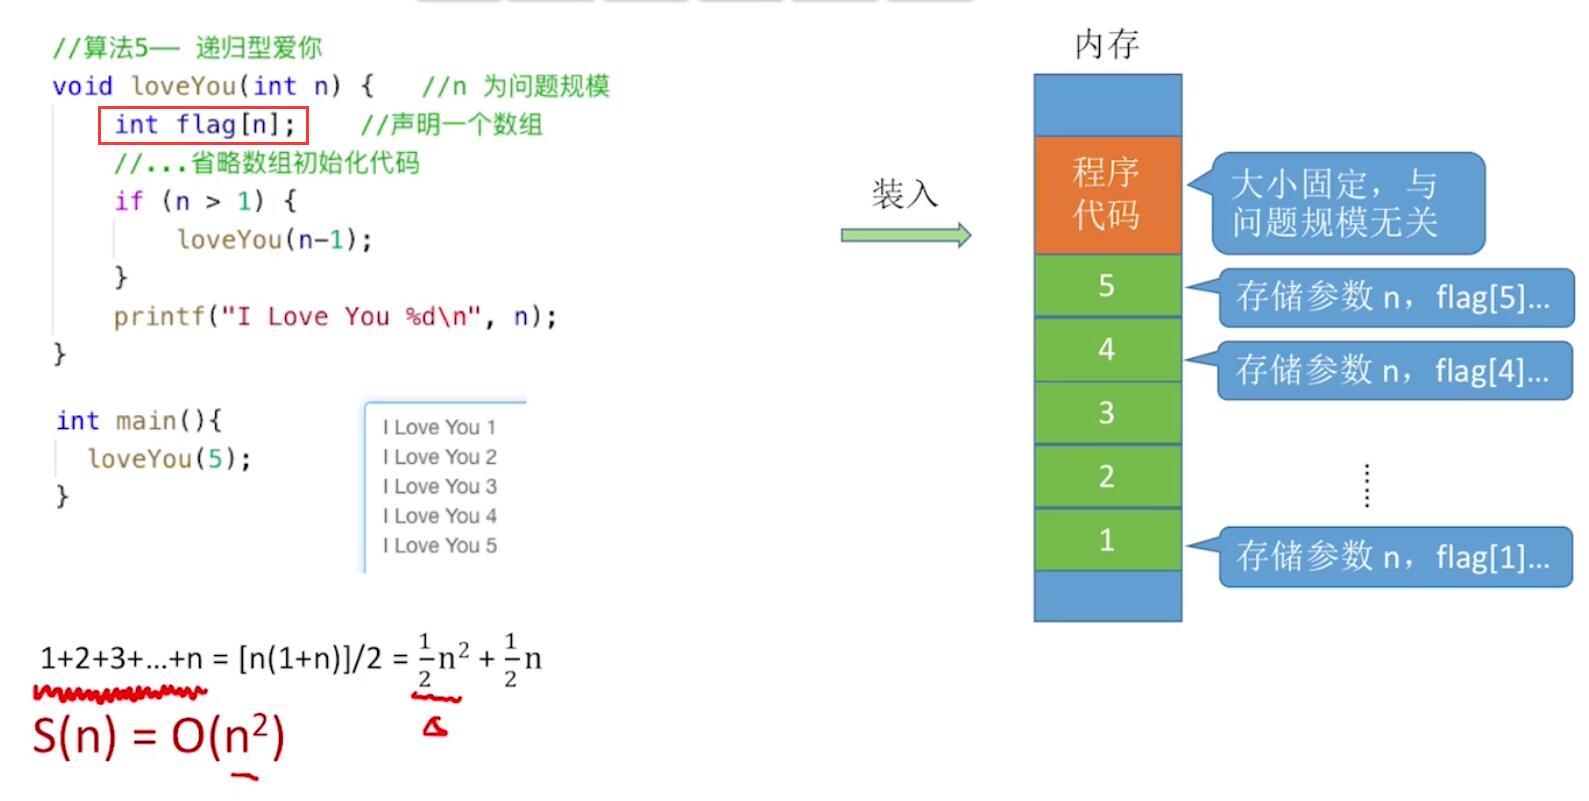 //算法5—— 递归型爱你
void loveYou(int n) {   //n 为问题规模
int flag[n];   //声明一个数组
//...省略数组初始化代码
if (n > 1) {
loveYou(n-1);
}
printf("I Love You %d\n", n);
}
int main(){
loveYou(5);
}
I Love You 1
I Love You 2
I Love You 3
I Love You 4
I Love You 5
1+2+3+...+n = [n(1+n)]/2 = 1/2 n² + 1/2 n
S(n) = O(n²)
装入
内存
程序
代码
5
4
3
2
1
大小固定，与
问题规模无关
存储参数 n，flag[5]...
存储参数 n，flag[4]...
存储参数 n，flag[1]...